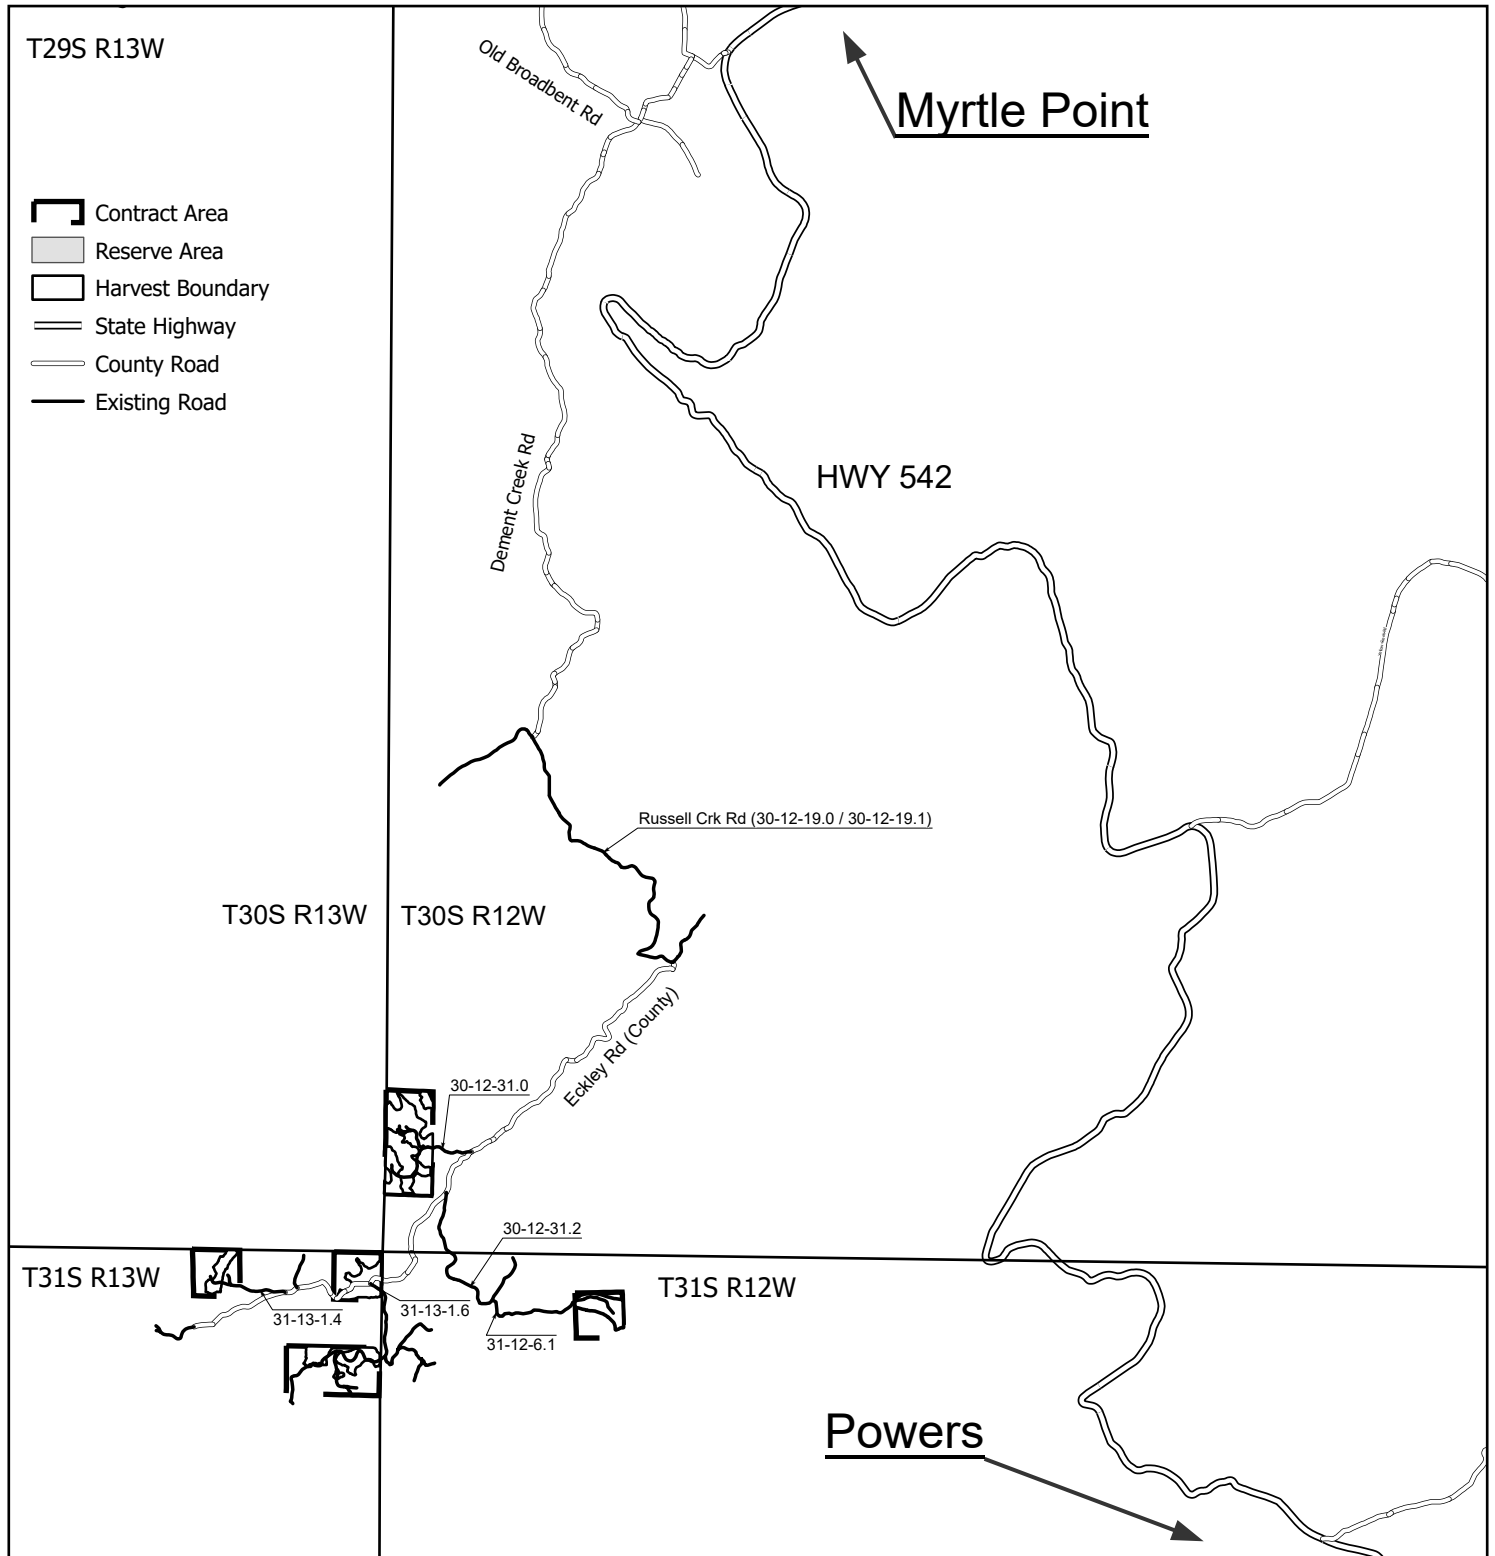 T29S R13W
Old Broadbent Rd
Myrtle Point
Contract Area
Reserve Area
Harvest Boundary
State Highway
County Road
Existing Road
Dement Creek Rd
HWY 542
Russell Crk Rd (30-12-19.0 / 30-12-19.1)
T30S R13W
T30S R12W
Eckley Rd (County)
30-12-31.0
30-12-31.2
T31S R13W
T31S R12W
31-13-1.4
31-13-1.6
31-12-6.1
Powers